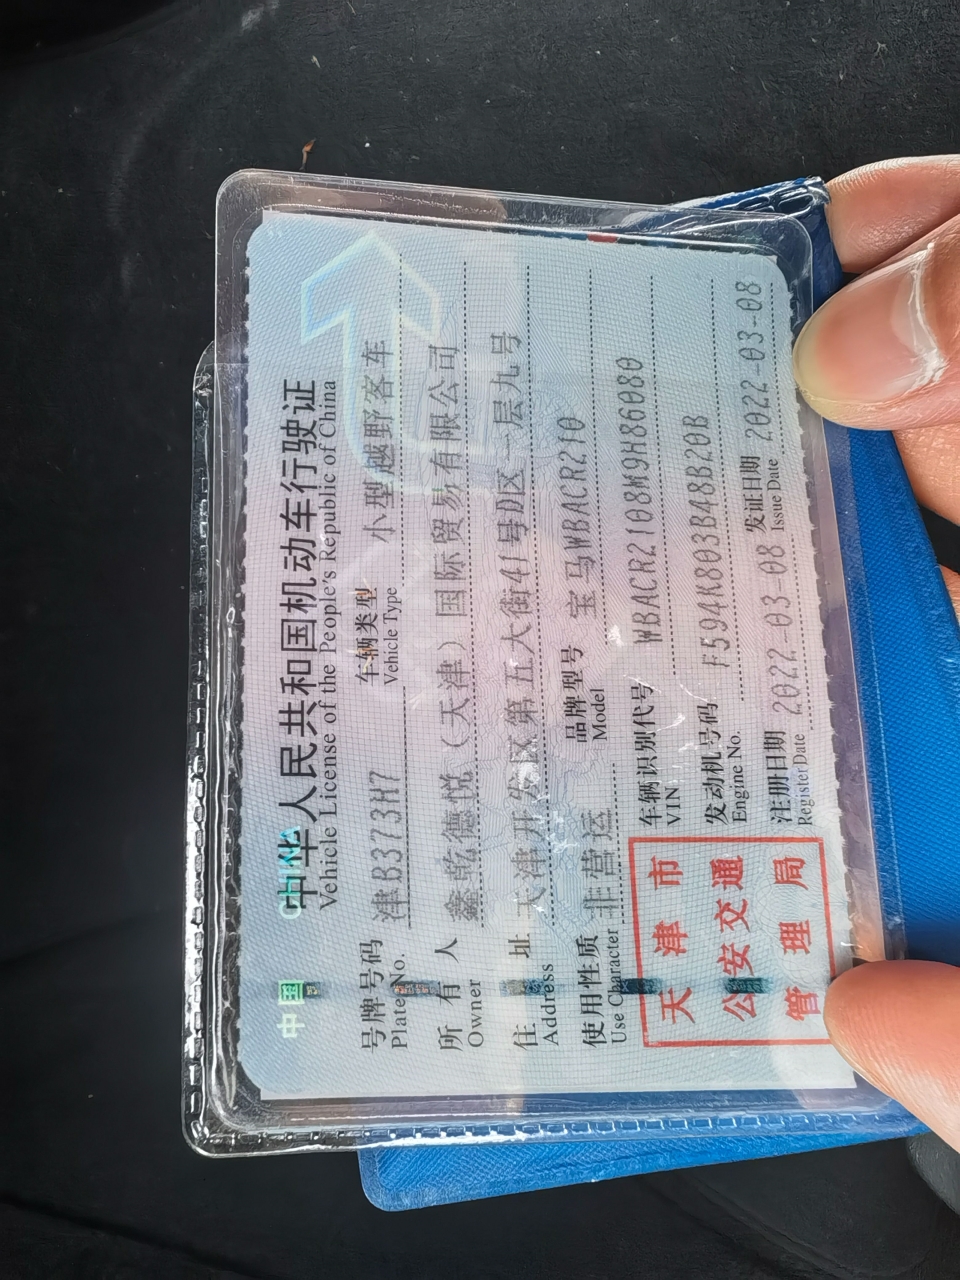 中华人民共和国机动车行驶证
Vehicle License of the People's Republic of China
中国 CHINA
号牌号码 津B373H7 车辆类型 小型越野客车
Plate No. Vehicle Type
所有人 鑫乾德悦(天津)国际贸易有限公司
Owner
住址 天津开发区第五大街41号D区一层九号
Address
使用性质 非营运 品牌型号 宝马WBACR210
Use Character Model
天津市
公安交通
管理局
车辆识别代号 WBACR2108M9H86080
VIN
发动机号码 F594K803B48B20B
Engine No.
注册日期 2022-03-08 发证日期 2022-03-08
Register Date Issue Date